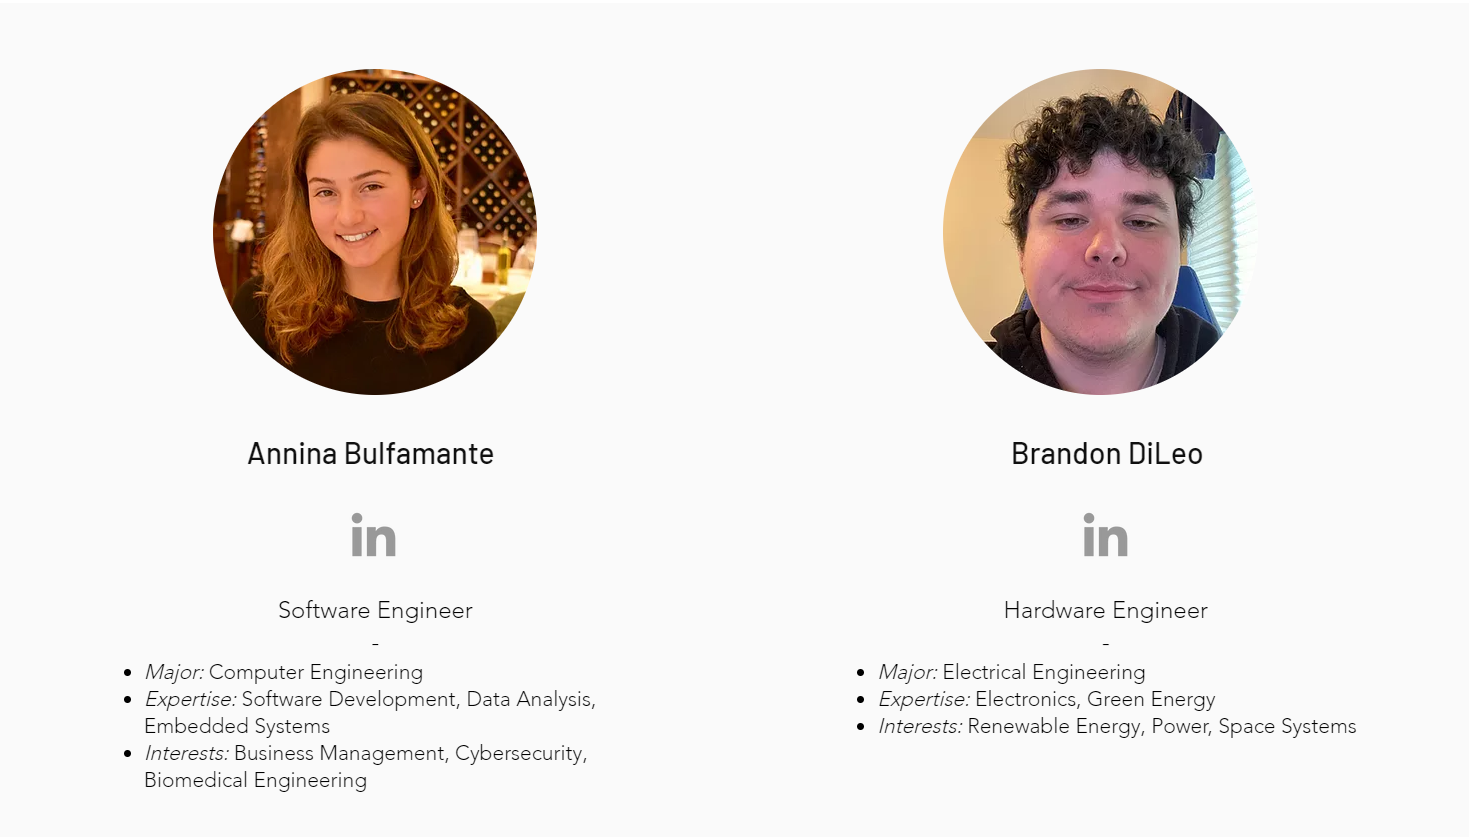 Annina Bulfamante
in
Software Engineer
-
• Major: Computer Engineering
• Expertise: Software Development, Data Analysis,
Embedded Systems
• Interests: Business Management, Cybersecurity,
Biomedical Engineering
Brandon DiLeo
in
Hardware Engineer
-
• Major: Electrical Engineering
• Expertise: Electronics, Green Energy
• Interests: Renewable Energy, Power, Space Systems